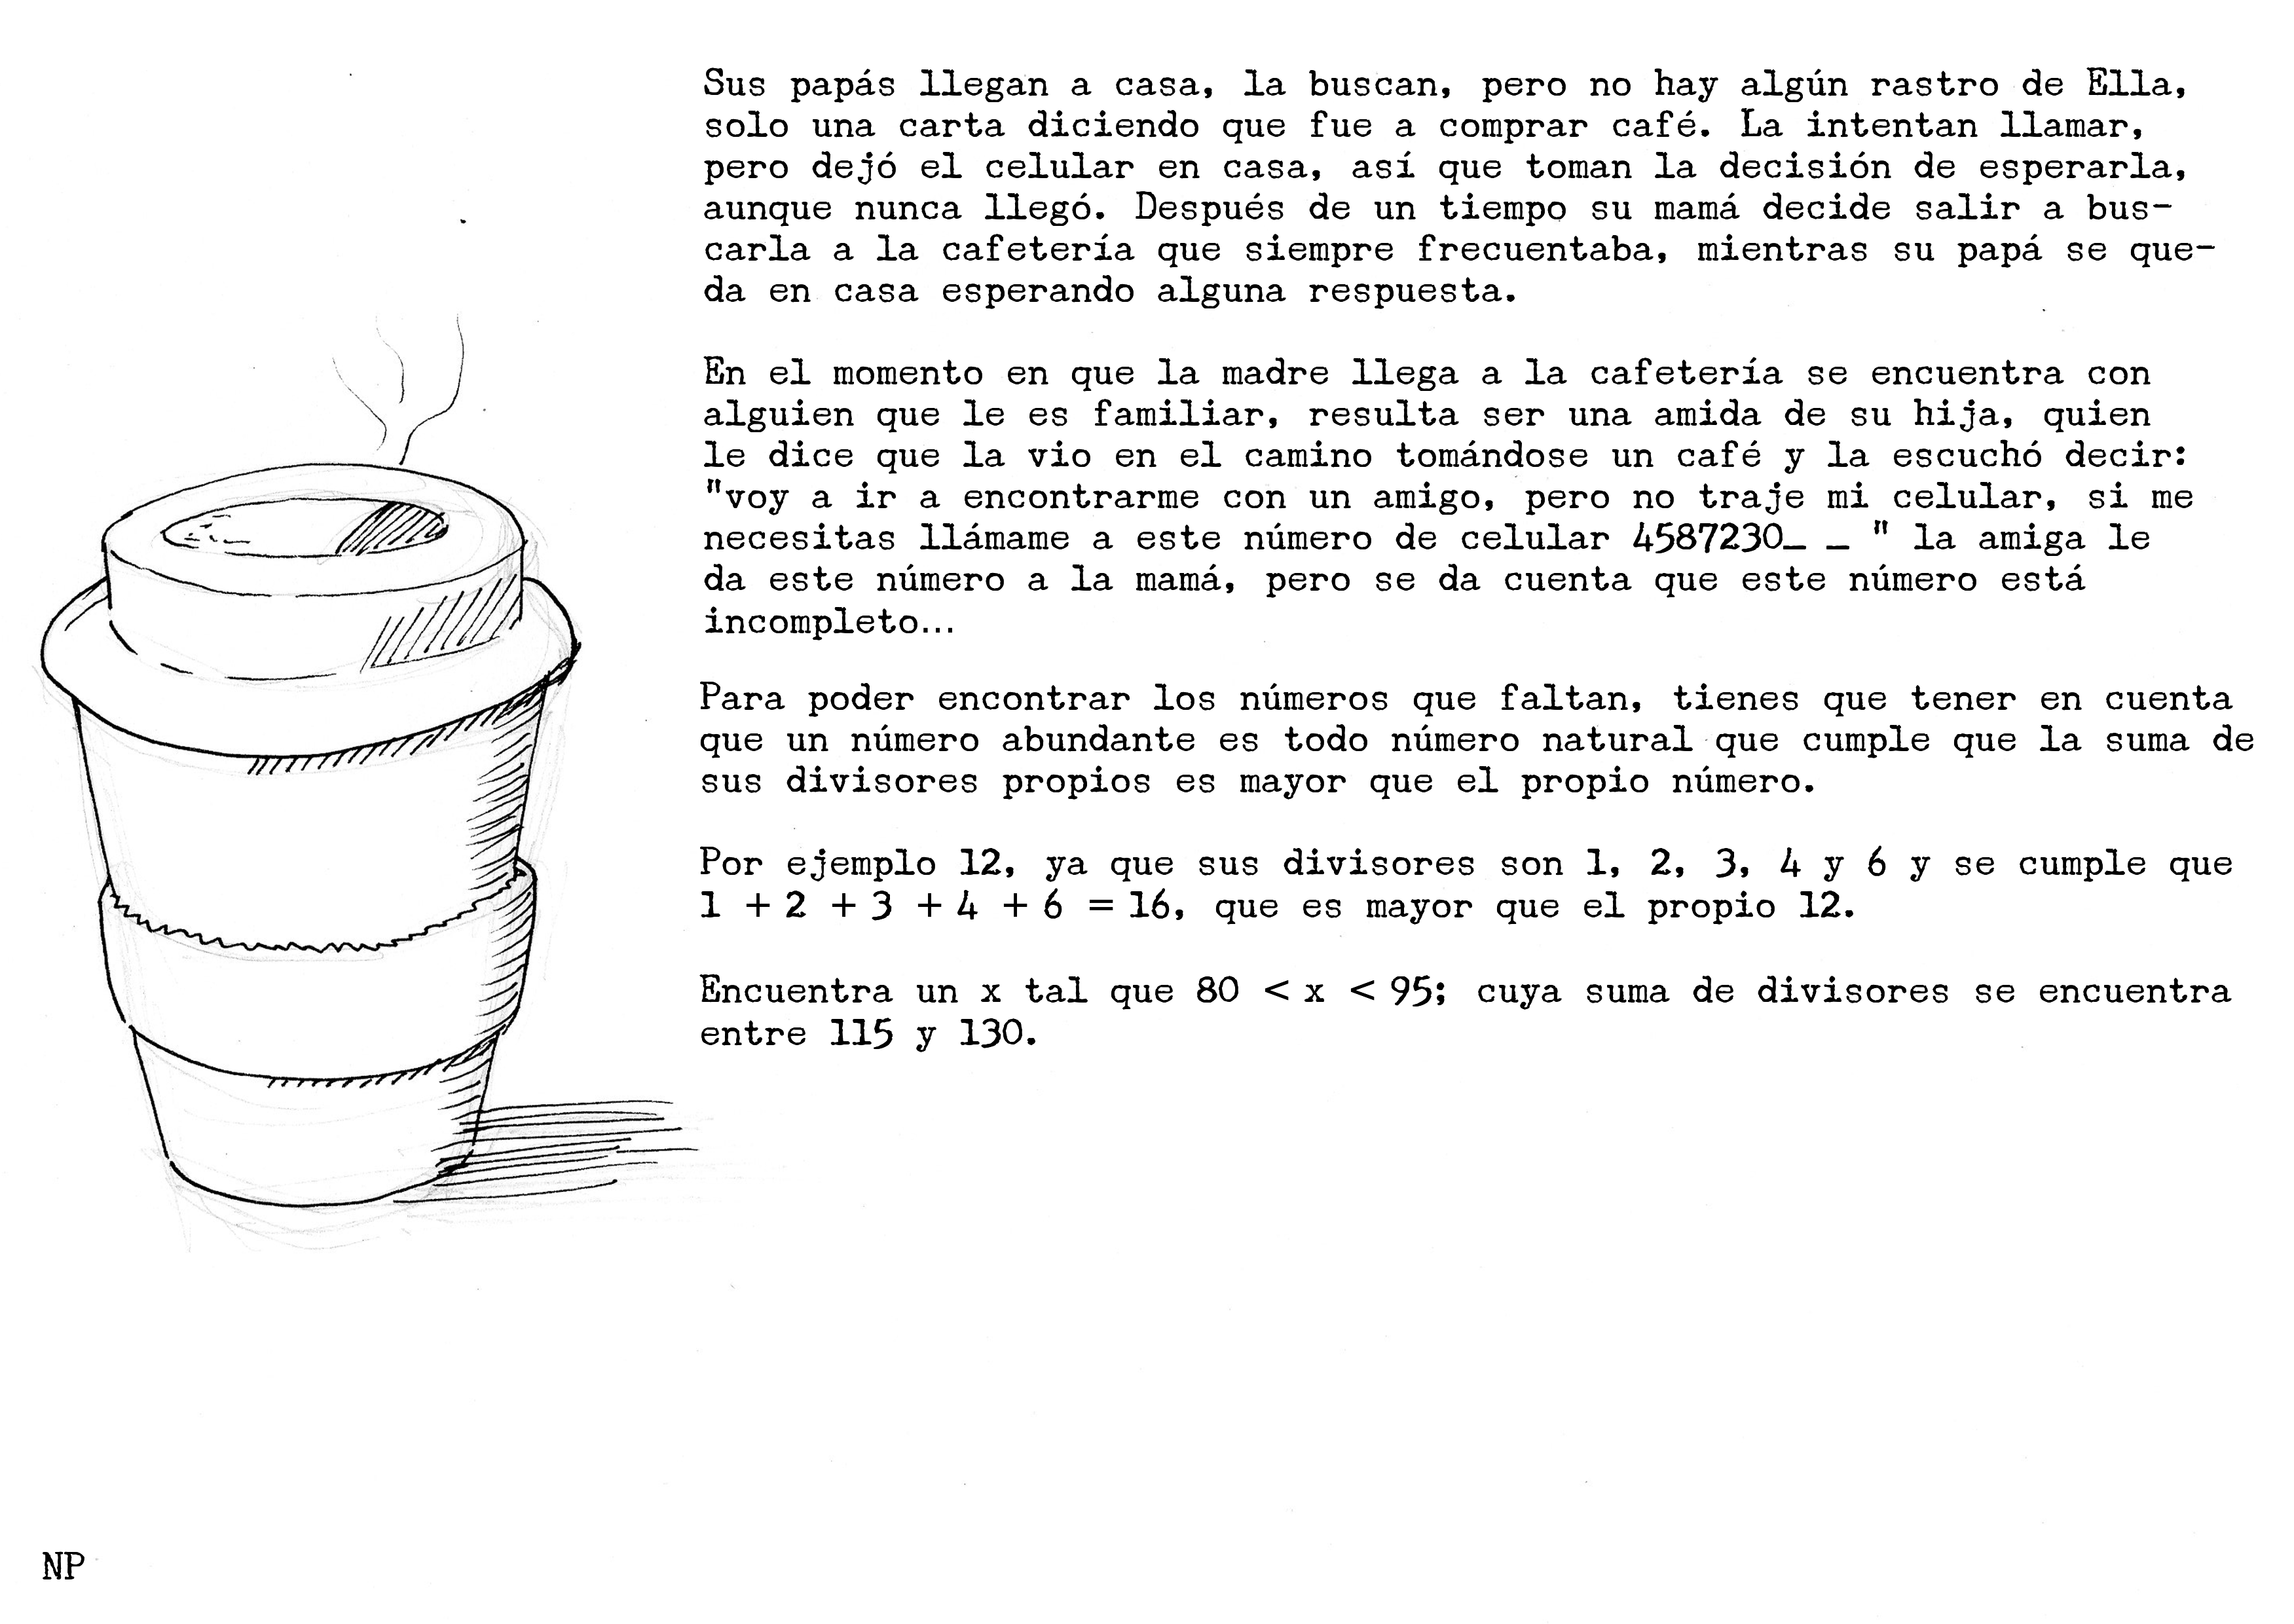 Sus papás llegan a casa, la buscan, pero no hay algún rastro de Ella,
solo una carta diciendo que fue a comprar café. La intentan llamar,
pero dejó el celular en casa, así que toman la decisión de esperarla,
aunque nunca llegó. Después de un tiempo su mamá decide salir a bus-
carla a la cafetería que siempre frecuentaba, mientras su papá se que-
da en casa esperando alguna respuesta.
En el momento en que la madre llega a la cafetería se encuentra con
alguien que le es familiar, resulta ser una amida de su hija, quien
le dice que la vio en el camino tomándose un café y la escuchó decir:
"voy a ir a encontrarme con un amigo, pero no traje mi celular, si me
necesitas llámame a este número de celular 4587230_ _ " la amiga le
da este número a la mamá, pero se da cuenta que este número está
incompleto...
Para poder encontrar los números que faltan, tienes que tener en cuenta
que un número abundante es todo número natural que cumple que la suma de
sus divisores propios es mayor que el propio número.
Por ejemplo 12, ya que sus divisores son 1, 2, 3, 4 y 6 y se cumple que
1 + 2 + 3 + 4 + 6 = 16, que es mayor que el propio 12.
Encuentra un x tal que 80 < x < 95; cuya suma de divisores se encuentra
entre 115 y 130.
NP